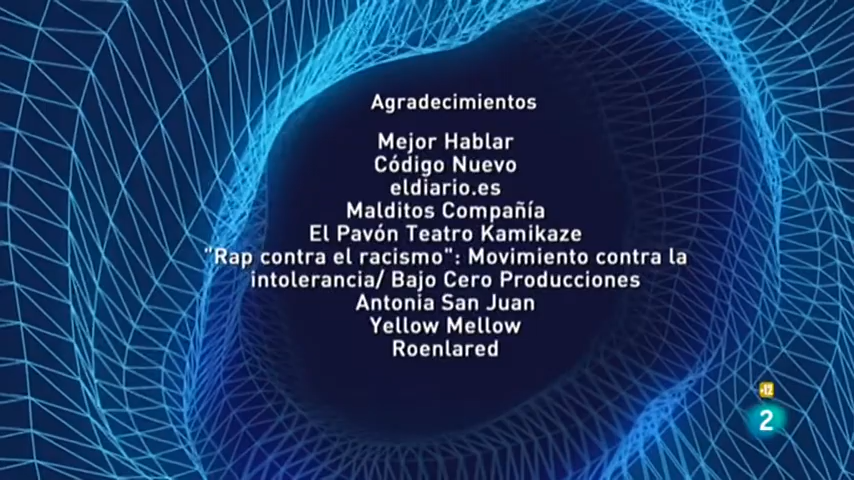 Agradecimientos
Mejor Hablar
Código Nuevo
eldiario.es
Malditos Compañía
El Pavón Teatro Kamikaze
"Rap contra el racismo": Movimiento contra la
intolerancia/ Bajo Cero Producciones
Antonia San Juan
Yellow Mellow
Roenlared
+12
2